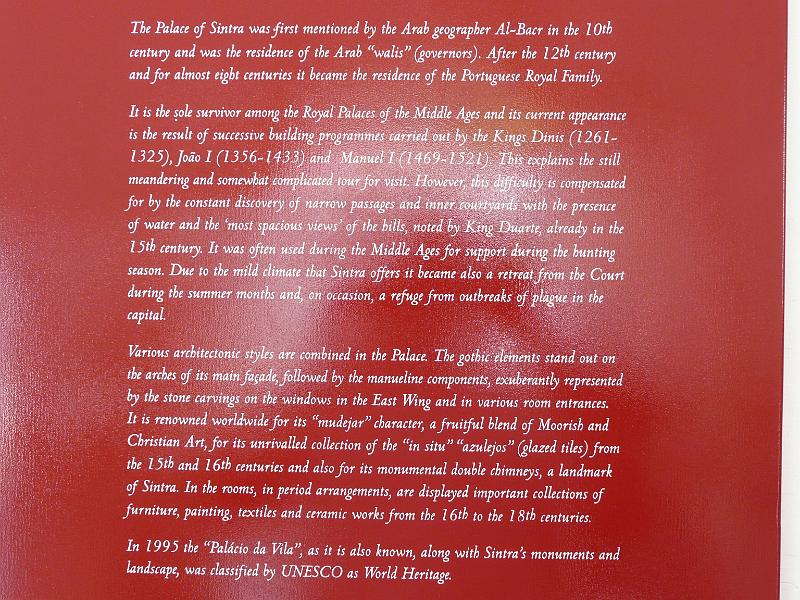 The Palace of Sintra was first mentioned by the Arab geographer Al-Bacr in the 10th
century and was the residence of the Arab “walis” (governors). After the 12th century
and for almost eight centuries it became the residence of the Portuguese Royal Family.
It is the sole survivor among the Royal Palaces of the Middle Ages and its current appearance
is the result of successive building programmes carried out by the Kings Dinis (1261-
1325), João I (1356-1433) and Manuel I (1469-1521). This explains the still
meandering and somewhat complicated tour for visit. However, this difficulty is compensated
for by the constant discovery of narrow passages and inner courtyards with the presence
of water and the ‘most spacious views’ of the hills, noted by King Duarte, already in the
15th century. It was often used during the Middle Ages for support during the hunting
season. Due to the mild climate that Sintra offers it became also a retreat from the Court
during the summer months and, on occasion, a refuge from outbreaks of plague in the
capital.
Various architectonic styles are combined in the Palace. The gothic elements stand out on
the arches of its main façade, followed by the manueline components, exuberantly represented
by the stone carvings on the windows in the East Wing and in various room entrances.
It is renowned worldwide for its “mudejar” character, a fruitful blend of Moorish and
Christian Art, for its unrivalled collection of the “in situ” “azulejos” (glazed tiles) from
the 15th and 16th centuries and also for its monumental double chimneys, a landmark
of Sintra. In the rooms, in period arrangements, are displayed important collections of
furniture, painting, textiles and ceramic works from the 16th to the 18th centuries.
In 1995 the “Palácio da Vila”, as it is also known, along with Sintra’s monuments and
landscape, was classified by UNESCO as World Heritage.